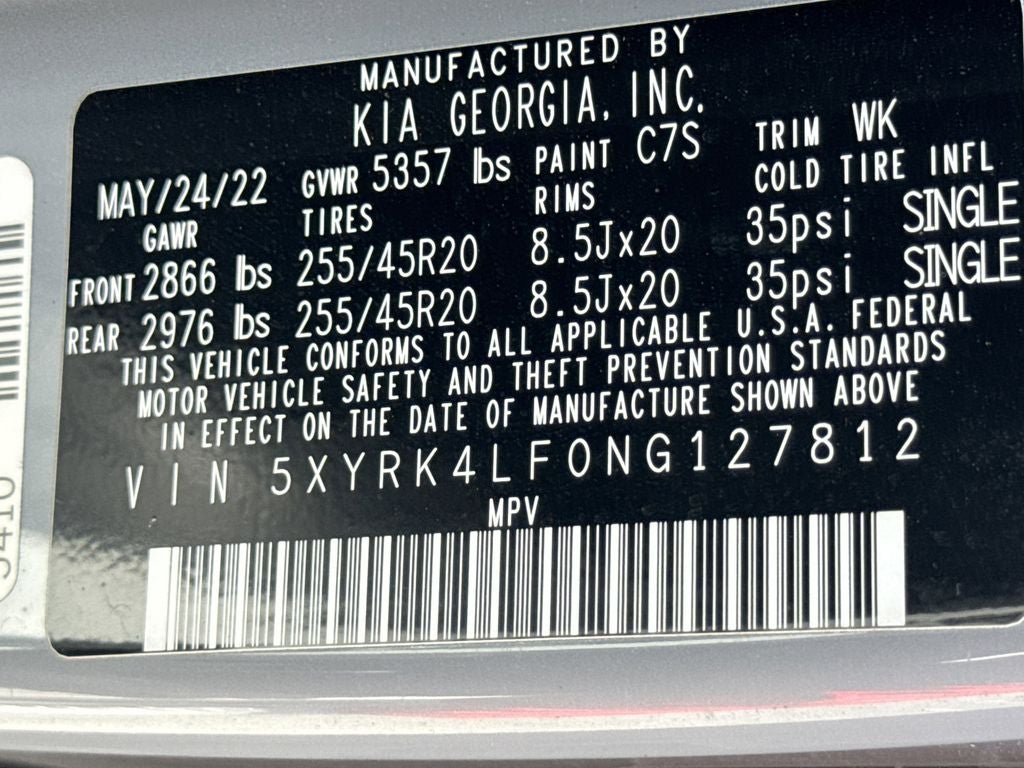 MANUFACTURED BY
KIA GEORGIA, INC.
MAY/24/22 GVWR 5357 lbs PAINT C7S TRIM WK
GAWR TIRES RIMS COLD TIRE INFL
FRONT 2866 lbs 255/45R20 8.5Jx20 35psi SINGLE
REAR 2976 lbs 255/45R20 8.5Jx20 35psi SINGLE
THIS VEHICLE CONFORMS TO ALL APPLICABLE U.S.A. FEDERAL
MOTOR VEHICLE SAFETY AND THEFT PREVENTION STANDARDS
IN EFFECT ON THE DATE OF MANUFACTURE SHOWN ABOVE
VIN 5XYRK4LF0NG127812
MPV